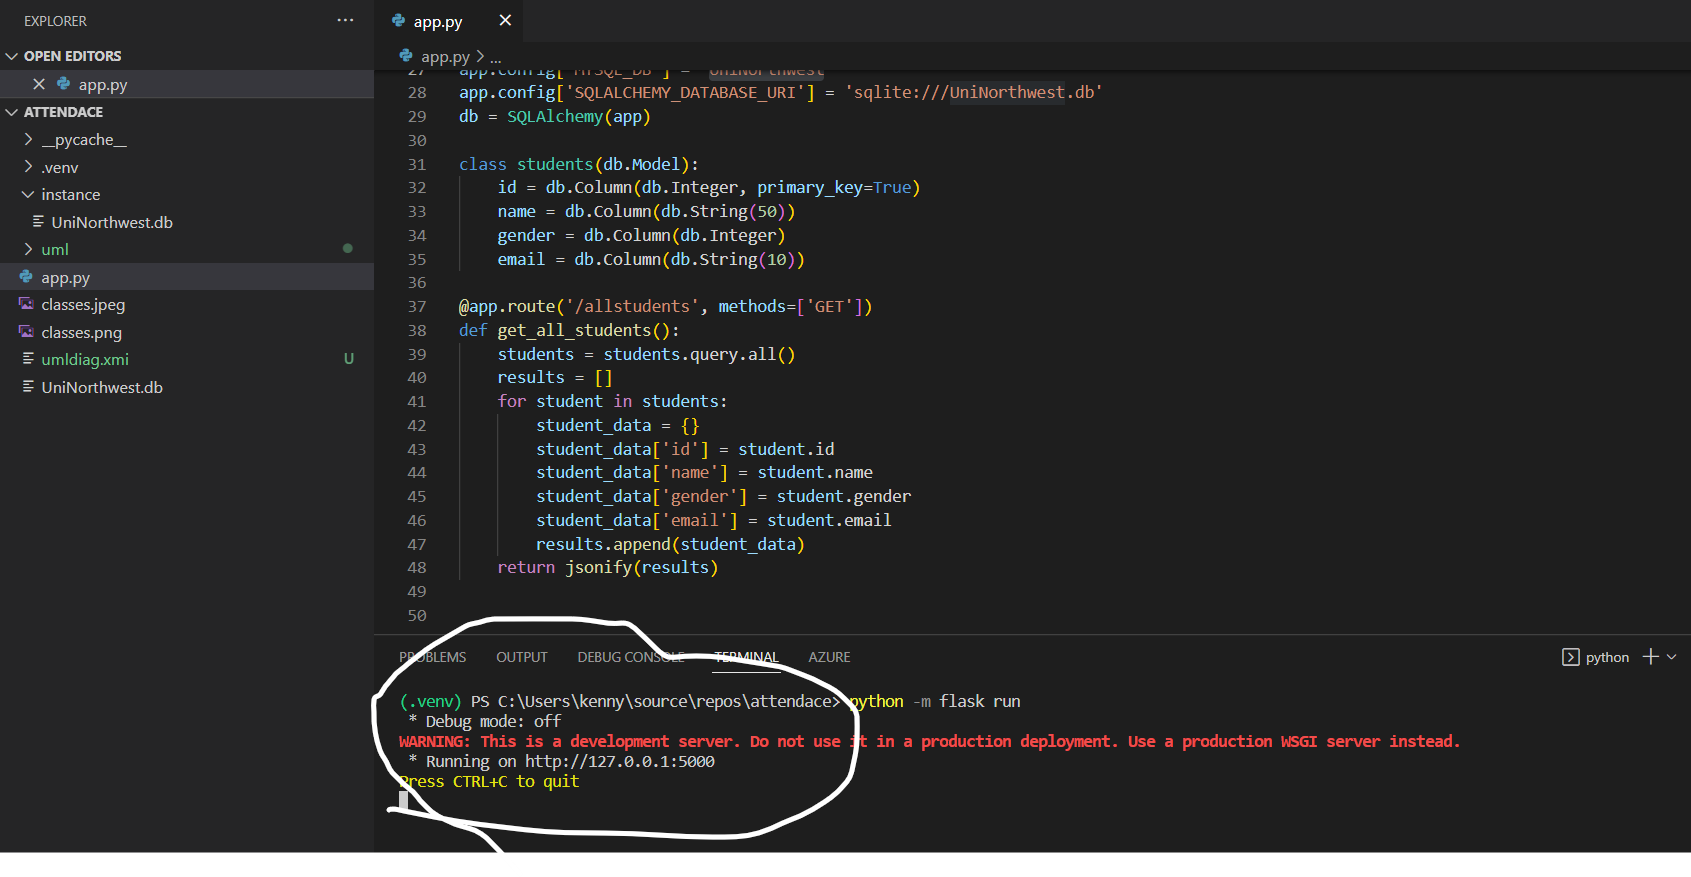 EXPLORER
OPEN EDITORS
app.py
ATTENDACE
__pycache__
.venv
instance
UniNorthwest.db
uml
app.py
classes.jpeg
classes.png
umldiag.xmi U
UniNorthwest.db
app.py
app.py > ...
27 app.config['MYSQL_DB'] = 'UniNorthwest'
28 app.config['SQLALCHEMY_DATABASE_URI'] = 'sqlite:///UniNorthwest.db'
29 db = SQLAlchemy(app)
30
31 class students(db.Model):
32 id = db.Column(db.Integer, primary_key=True)
33 name = db.Column(db.String(50))
34 gender = db.Column(db.Integer)
35 email = db.Column(db.String(10))
36
37 @app.route('/allstudents', methods=['GET'])
38 def get_all_students():
39 students = students.query.all()
40 results = []
41 for student in students:
42 student_data = {}
43 student_data['id'] = student.id
44 student_data['name'] = student.name
45 student_data['gender'] = student.gender
46 student_data['email'] = student.email
47 results.append(student_data)
48 return jsonify(results)
49
50
PROBLEMS OUTPUT DEBUG CONSOLE TERMINAL AZURE
python
(.venv) PS C:\Users\kenny\source\repos\attendace> python -m flask run
* Debug mode: off
WARNING: This is a development server. Do not use it in a production deployment. Use a production WSGI server instead.
* Running on http://127.0.0.1:5000
Press CTRL+C to quit